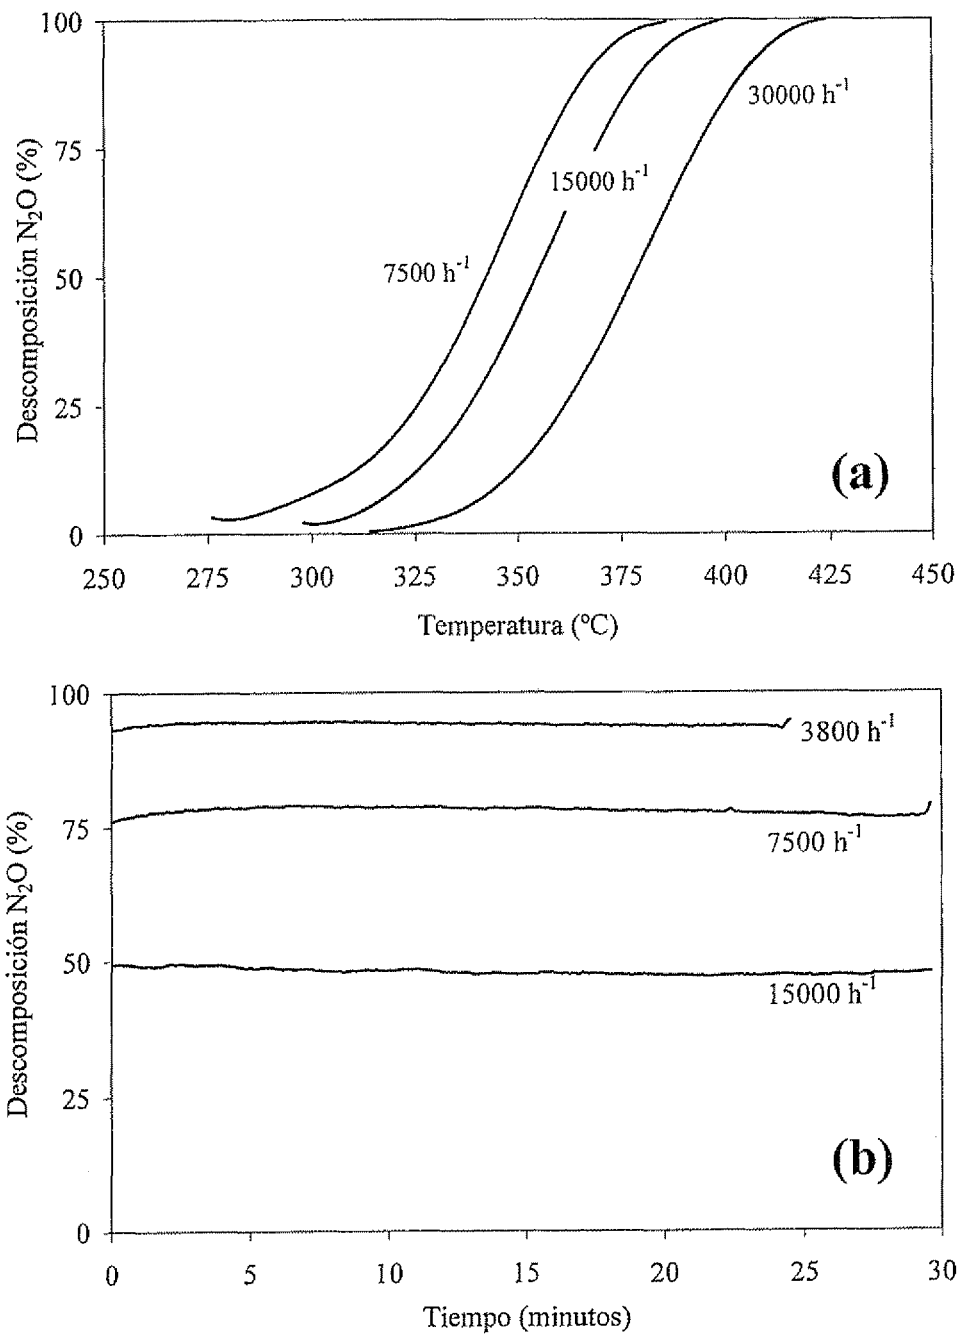 100
75
50
25
0
Descomposición N₂O (%)
30000 h⁻¹
15000 h⁻¹
7500 h⁻¹
(a)
250 275 300 325 350 375 400 425 450
Temperatura (ºC)
100
75
50
25
0
Descomposición N₂O (%)
3800 h⁻¹
7500 h⁻¹
15000 h⁻¹
(b)
0 5 10 15 20 25 30
Tiempo (minutos)